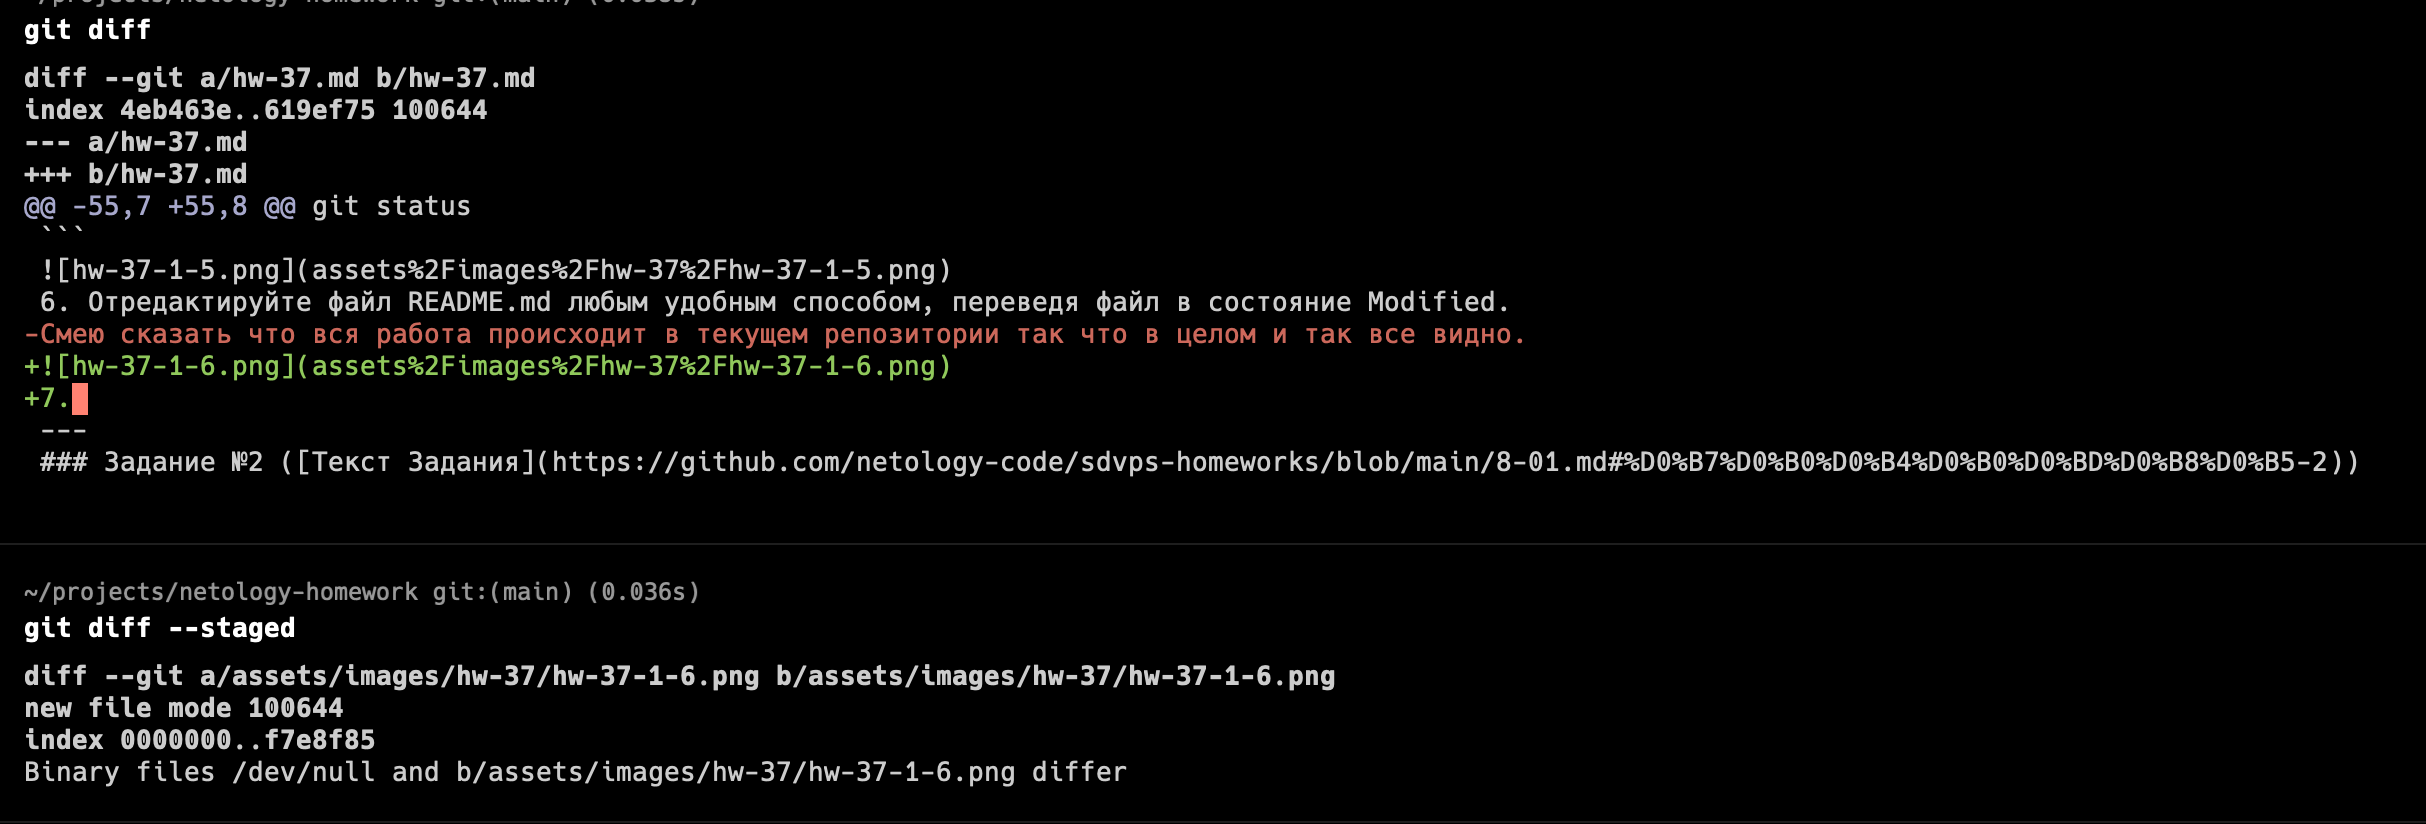 ~/projects/netology-homework git:(main) (0.038s)
git diff
diff --git a/hw-37.md b/hw-37.md
index 4eb463e..619ef75 100644
--- a/hw-37.md
+++ b/hw-37.md
@@ -55,7 +55,8 @@ git status
 ```
 ![hw-37-1-5.png](assets%2Fimages%2Fhw-37%2Fhw-37-1-5.png)
 6. Отредактируйте файл README.md любым удобным способом, переведя файл в состояние Modified.
-Смею сказать что вся работа происходит в текущем репозитории так что в целом и так все видно.
+![hw-37-1-6.png](assets%2Fimages%2Fhw-37%2Fhw-37-1-6.png)
+7.
 ---
 ### Задание №2 ([Текст Задания](https://github.com/netology-code/sdvps-homeworks/blob/main/8-01.md#%D0%B7%D0%B0%D0%B4%D0%B0%D0%BD%D0%B8%D0%B5-2))
~/projects/netology-homework git:(main) (0.036s)
git diff --staged
diff --git a/assets/images/hw-37/hw-37-1-6.png b/assets/images/hw-37/hw-37-1-6.png
new file mode 100644
index 0000000..f7e8f85
Binary files /dev/null and b/assets/images/hw-37/hw-37-1-6.png differ